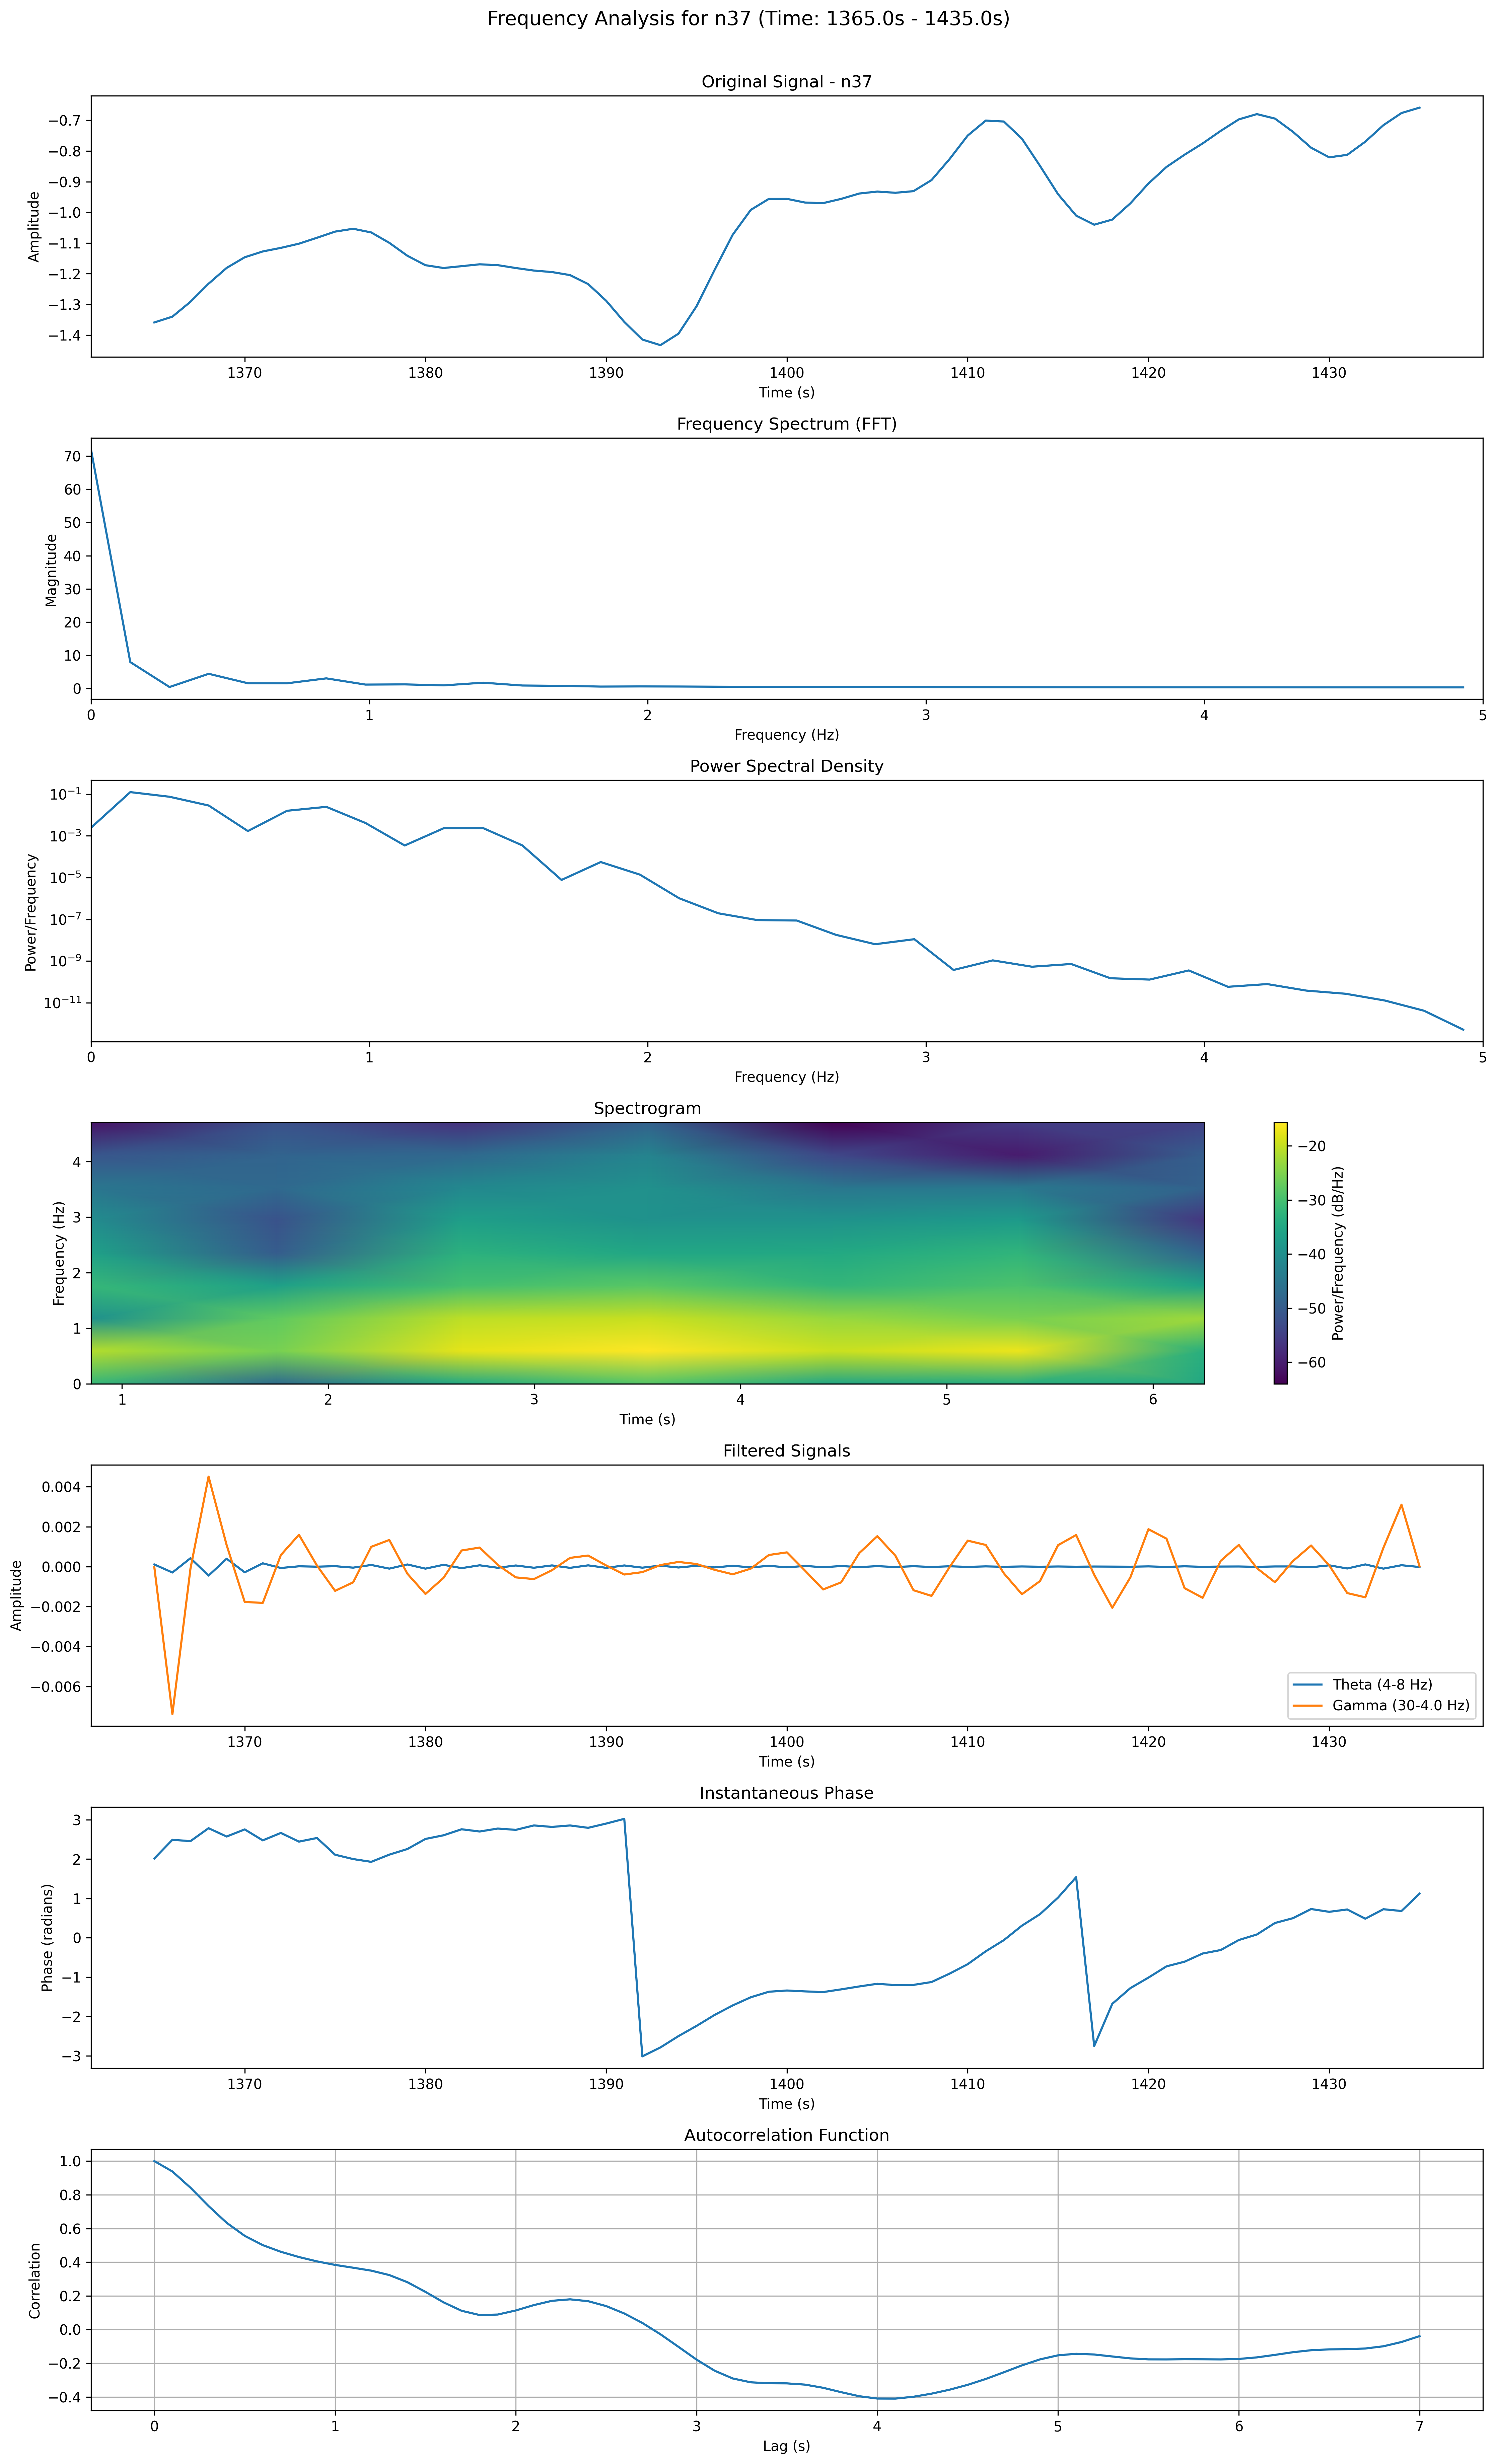 Frequency Analysis for n37 (Time: 1365.0s - 1435.0s)
Original Signal - n37
Amplitude
−0.7
−0.8
−0.9
−1.0
−1.1
−1.2
−1.3
−1.4
1370 1380 1390 1400 1410 1420 1430
Time (s)
Frequency Spectrum (FFT)
Magnitude
70
60
50
40
30
20
10
0
0 1 2 3 4 5
Frequency (Hz)
Power Spectral Density
Power/Frequency
10⁻¹
10⁻³
10⁻⁵
10⁻⁷
10⁻⁹
10⁻¹¹
0 1 2 3 4 5
Frequency (Hz)
Spectrogram
Frequency (Hz)
4
3
2
1
0
1 2 3 4 5 6
Time (s)
−20
−30
−40
−50
−60
Power/Frequency (dB/Hz)
Filtered Signals
Amplitude
0.004
0.002
0.000
−0.002
−0.004
−0.006
Theta (4-8 Hz)
Gamma (30-4.0 Hz)
1370 1380 1390 1400 1410 1420 1430
Time (s)
Instantaneous Phase
Phase (radians)
3
2
1
0
−1
−2
−3
1370 1380 1390 1400 1410 1420 1430
Time (s)
Autocorrelation Function
Correlation
1.0
0.8
0.6
0.4
0.2
0.0
−0.2
−0.4
0 1 2 3 4 5 6 7
Lag (s)